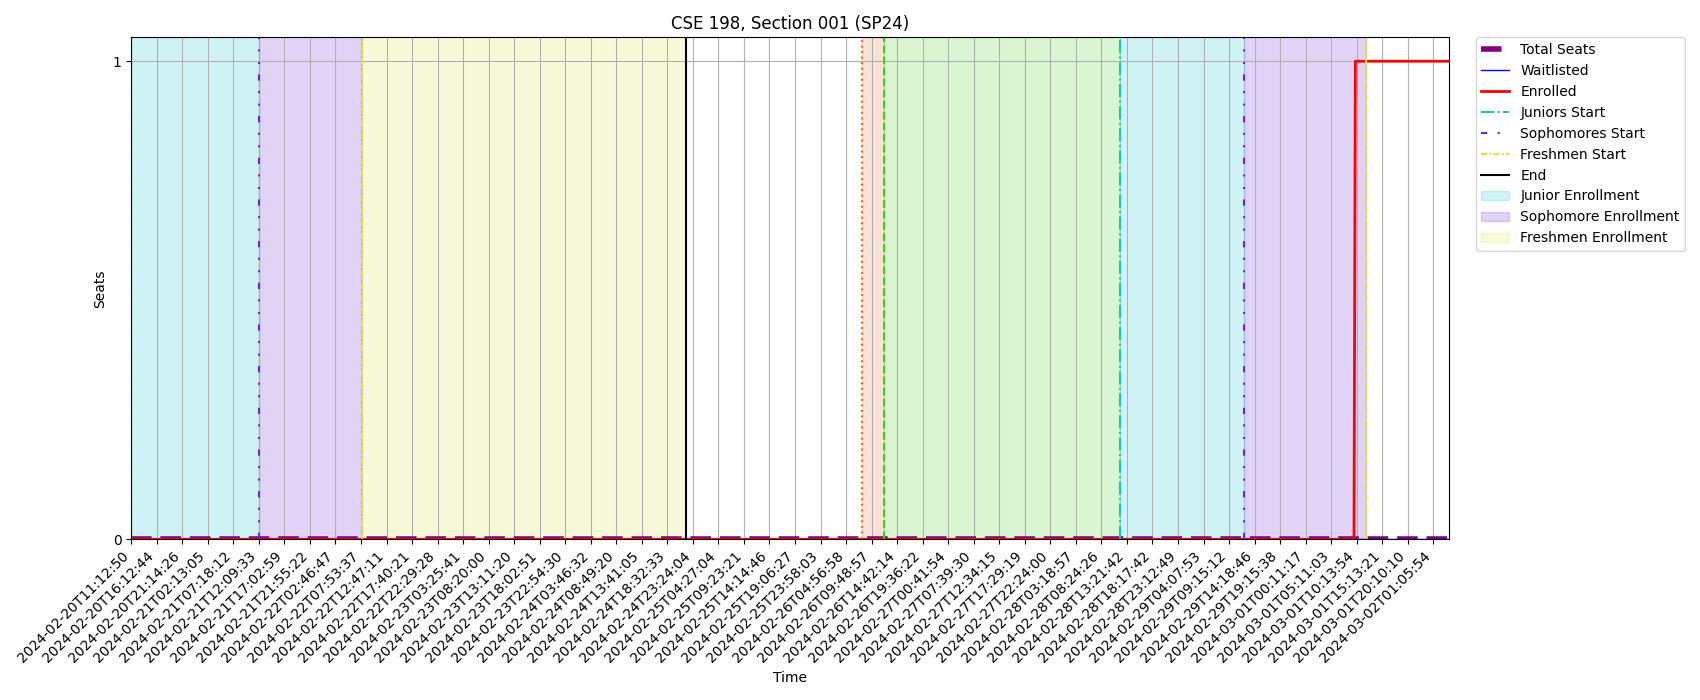 CSE 198, Section 001 (SP24)
1
0
Seats
2024-02-20T11:12:50
2024-02-20T16:12:44
2024-02-20T21:14:26
2024-02-21T02:13:05
2024-02-21T07:18:12
2024-02-21T12:09:33
2024-02-21T17:02:59
2024-02-21T21:55:22
2024-02-22T02:46:47
2024-02-22T07:53:37
2024-02-22T12:47:11
2024-02-22T17:40:21
2024-02-22T22:29:28
2024-02-23T03:25:41
2024-02-23T08:20:00
2024-02-23T13:11:20
2024-02-23T18:02:51
2024-02-23T22:54:30
2024-02-24T03:46:32
2024-02-24T08:49:20
2024-02-24T13:41:05
2024-02-24T18:32:33
2024-02-24T23:24:04
2024-02-25T04:27:04
2024-02-25T09:23:21
2024-02-25T14:14:46
2024-02-25T19:06:27
2024-02-25T23:58:03
2024-02-26T04:56:58
2024-02-26T09:48:57
2024-02-26T14:42:14
2024-02-26T19:36:22
2024-02-27T00:41:54
2024-02-27T07:39:30
2024-02-27T12:34:15
2024-02-27T17:29:19
2024-02-27T22:24:00
2024-02-28T03:18:57
2024-02-28T08:24:26
2024-02-28T13:21:42
2024-02-28T18:17:42
2024-02-28T23:12:49
2024-02-29T04:07:53
2024-02-29T09:15:12
2024-02-29T14:18:46
2024-02-29T19:15:38
2024-03-01T00:11:17
2024-03-01T05:11:03
2024-03-01T10:13:54
2024-03-01T15:13:21
2024-03-01T20:10:10
2024-03-02T01:05:54
Time
Total Seats
Waitlisted
Enrolled
Juniors Start
Sophomores Start
Freshmen Start
End
Junior Enrollment
Sophomore Enrollment
Freshmen Enrollment